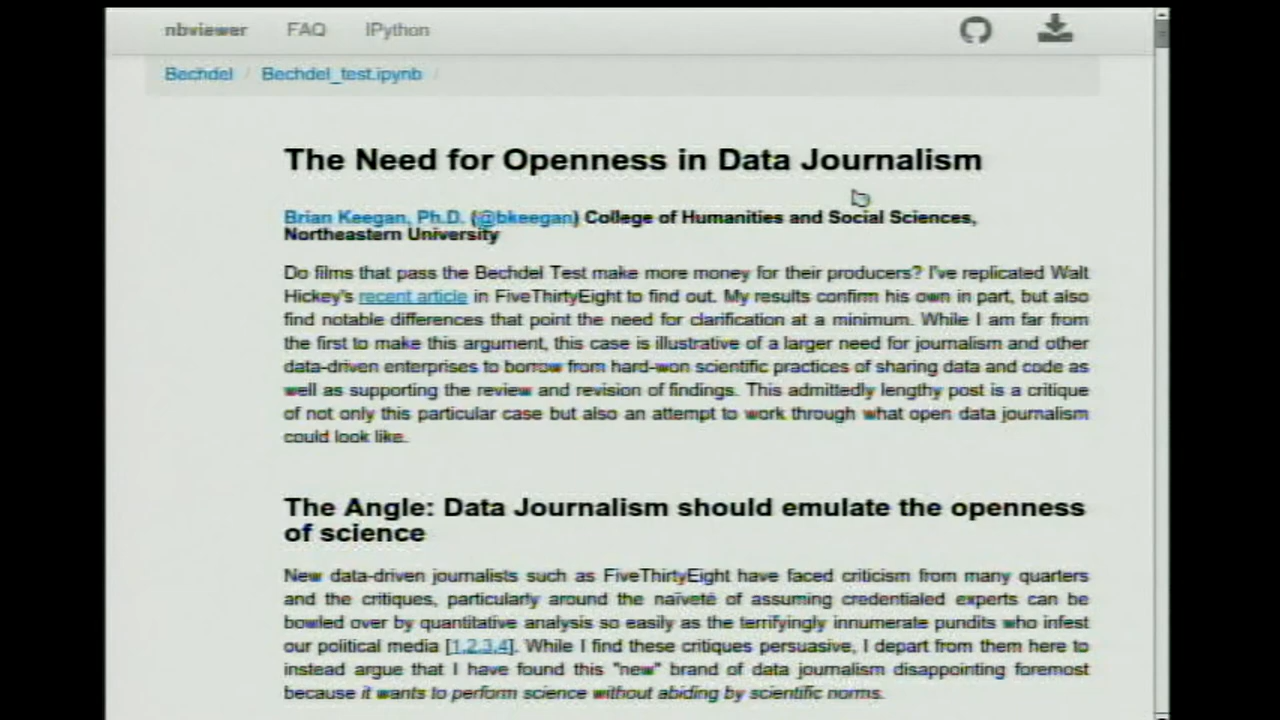 nbviewer FAQ IPython
Bechdel / Bechdel_test.ipynb /
The Need for Openness in Data Journalism
Brian Keegan, Ph.D. (@bkeegan) College of Humanities and Social Sciences,
Northeastern University
Do films that pass the Bechdel Test make more money for their producers? I've replicated Walt
Hickey's recent article in FiveThirtyEight to find out. My results confirm his own in part, but also
find notable differences that point the need for clarification at a minimum. While I am far from
the first to make this argument, this case is illustrative of a larger need for journalism and other
data-driven enterprises to borrow from hard-won scientific practices of sharing data and code as
well as supporting the review and revision of findings. This admittedly lengthy post is a critique
of not only this particular case but also an attempt to work through what open data journalism
could look like.
The Angle: Data Journalism should emulate the openness
of science
New data-driven journalists such as FiveThirtyEight have faced criticism from many quarters
and the critiques, particularly around the naïveté of assuming credentialed experts can be
bowled over by quantitative analysis so easily as the terrifyingly innumerate pundits who infest
our political media [1,2,3,4]. While I find these critiques persuasive, I depart from them here to
instead argue that I have found this "new" brand of data journalism disappointing foremost
because it wants to perform science without abiding by scientific norms.